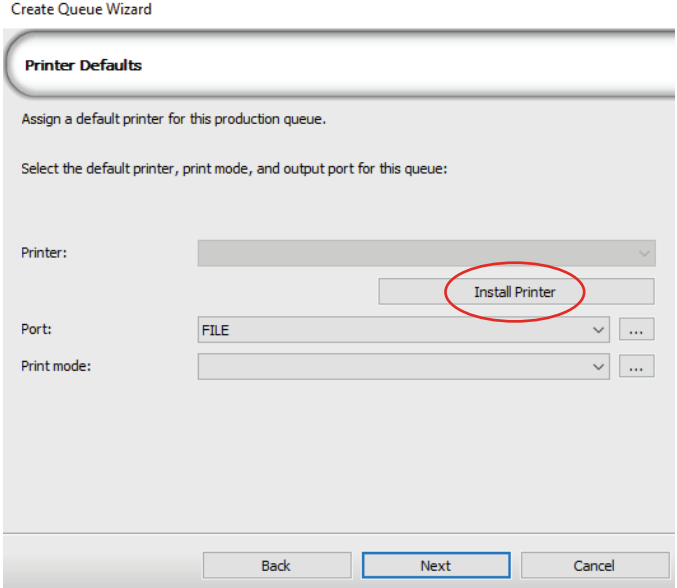 Create Queue Wizard
Printer Defaults
Assign a default printer for this production queue.
Select the default printer, print mode, and output port for this queue:
Printer:
Install Printer
Port: FILE ...
Print mode: ...
Back Next Cancel